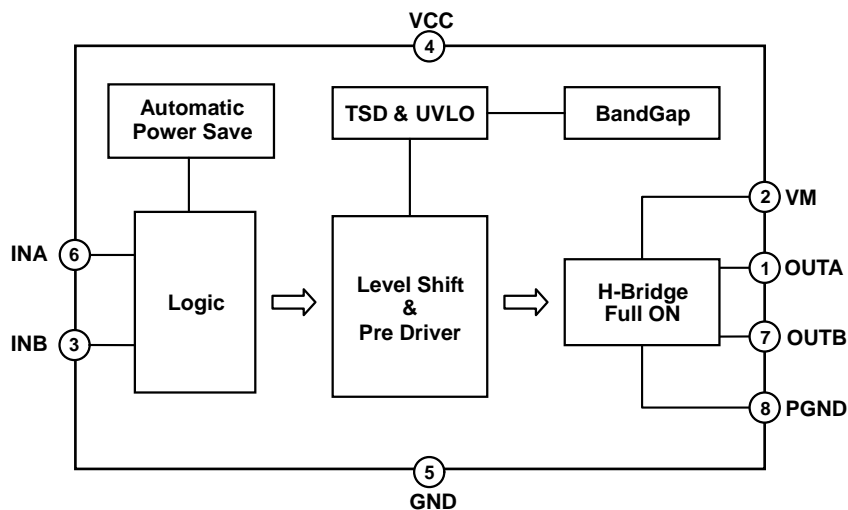 VCC
4
Automatic
Power Save
TSD & UVLO
BandGap
2 VM
INA 6
Logic
Level Shift
&
Pre Driver
H-Bridge
Full ON
1 OUTA
INB 3
7 OUTB
8 PGND
5
GND